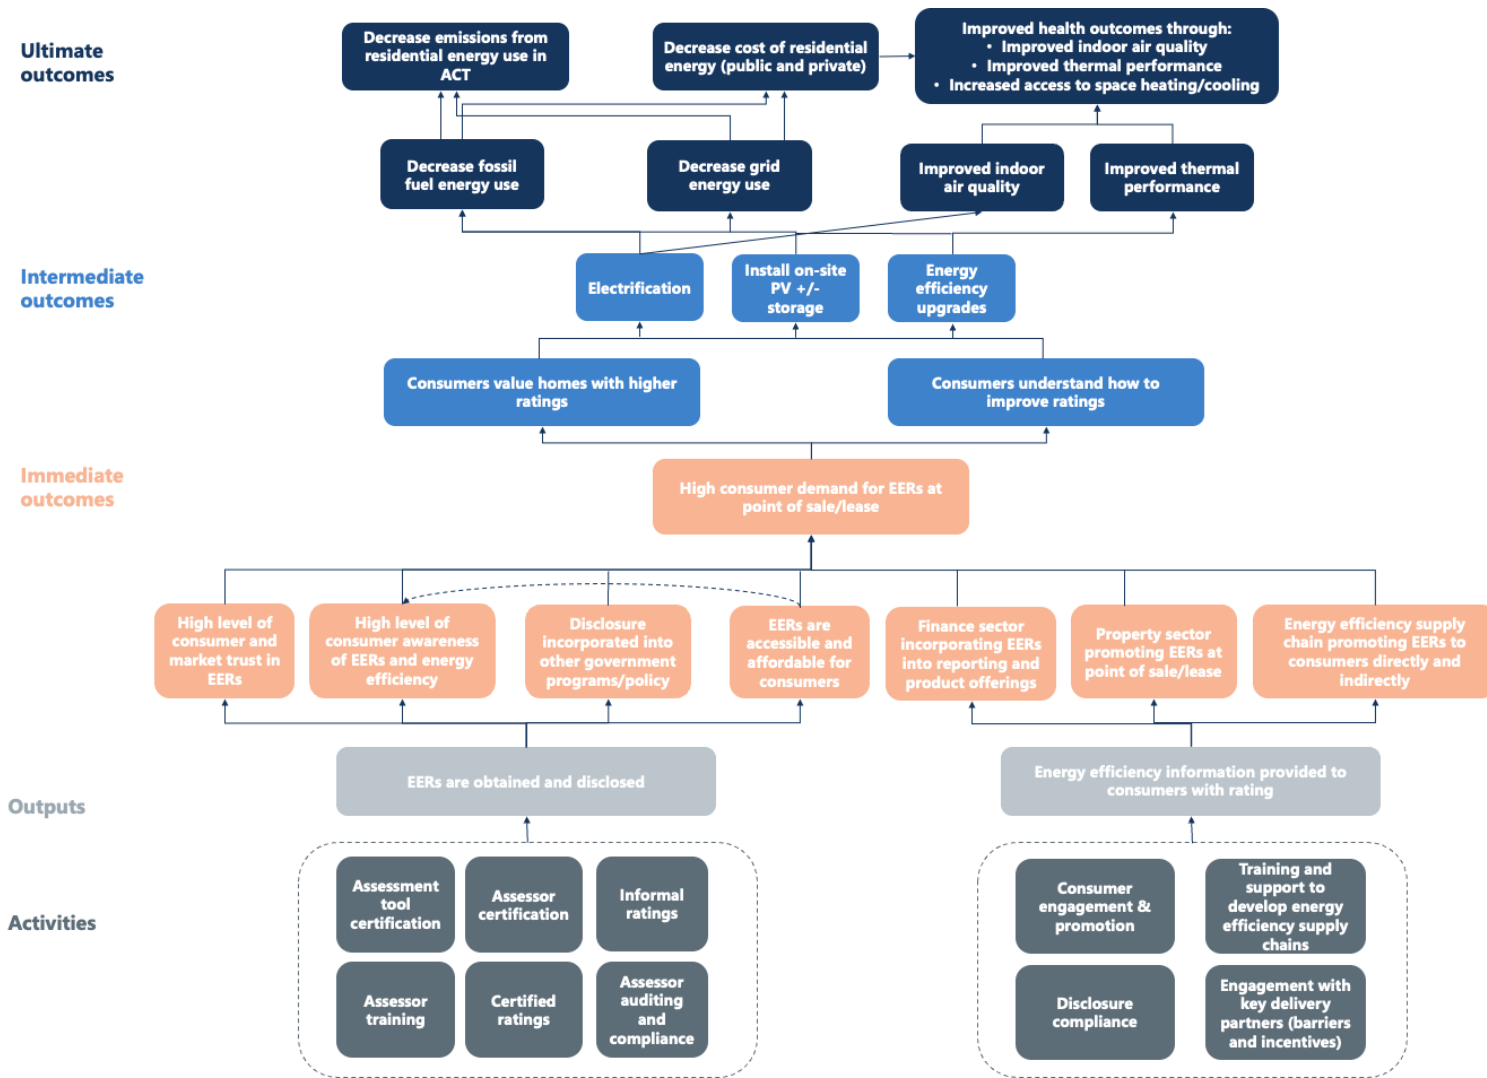 Ultimate
outcomes
Decrease emissions from
residential energy use in
ACT
Decrease cost of residential
energy (public and private)
Improved health outcomes through:
• Improved indoor air quality
• Improved thermal performance
• Increased access to space heating/cooling
Decrease fossil
fuel energy use
Decrease grid
energy use
Improved indoor
air quality
Improved thermal
performance
Intermediate
outcomes
Electrification
Install on-site
PV +/-
storage
Energy
efficiency
upgrades
Consumers value homes with higher
ratings
Consumers understand how to
improve ratings
Immediate
outcomes
High consumer demand for EERs at
point of sale/lease
High level of
consumer and
market trust in
EERs
High level of
consumer awareness
of EERs and energy
efficiency
Disclosure
incorporated into
other government
programs/policy
EERs are
accessible and
affordable for
consumers
Finance sector
incorporating EERs
into reporting and
product offerings
Property sector
promoting EERs at
point of sale/lease
Energy efficiency supply
chain promoting EERs to
consumers directly and
indirectly
Outputs
EERs are obtained and disclosed
Energy efficiency information provided to
consumers with rating
Activities
Assessment
tool
certification
Assessor
certification
Informal
ratings
Assessor
training
Certified
ratings
Assessor
auditing
and
compliance
Consumer
engagement &
promotion
Training and
support to
develop energy
efficiency supply
chains
Disclosure
compliance
Engagement with
key delivery
partners (barriers
and incentives)